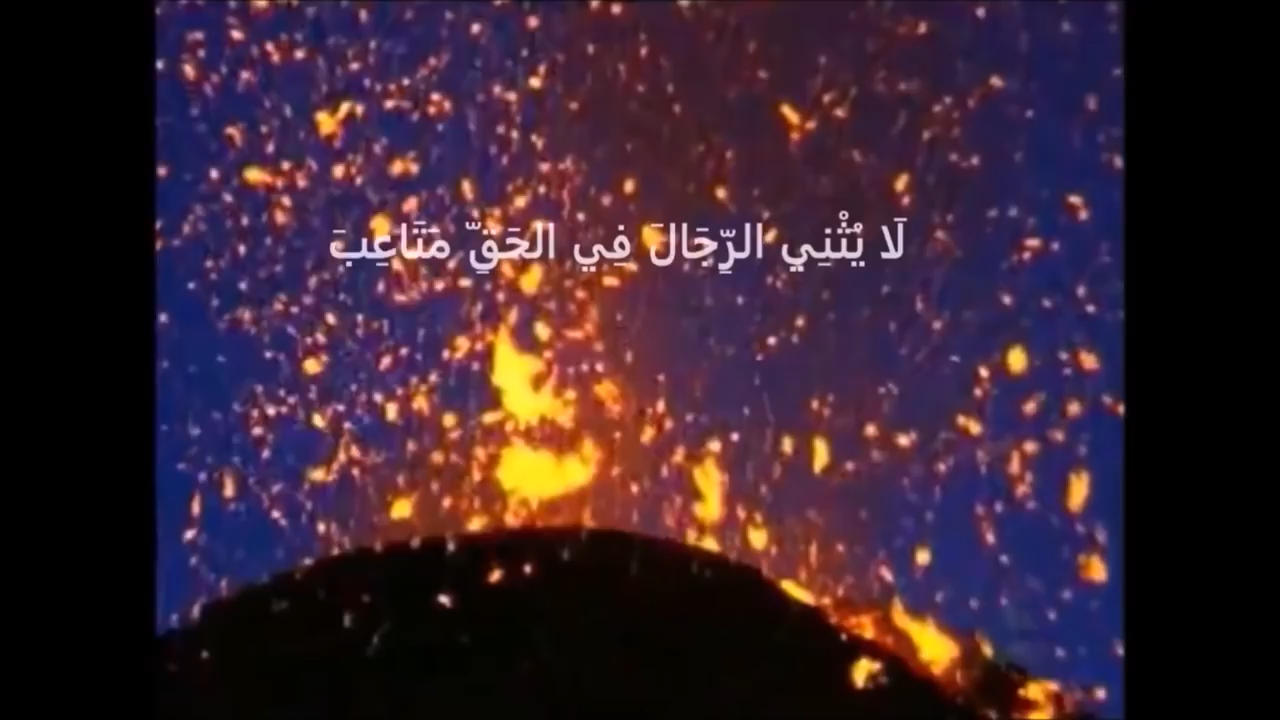 لَا يُثْنِي الرِّجَالَ فِي الحَقِّ مَتَاعِبَ